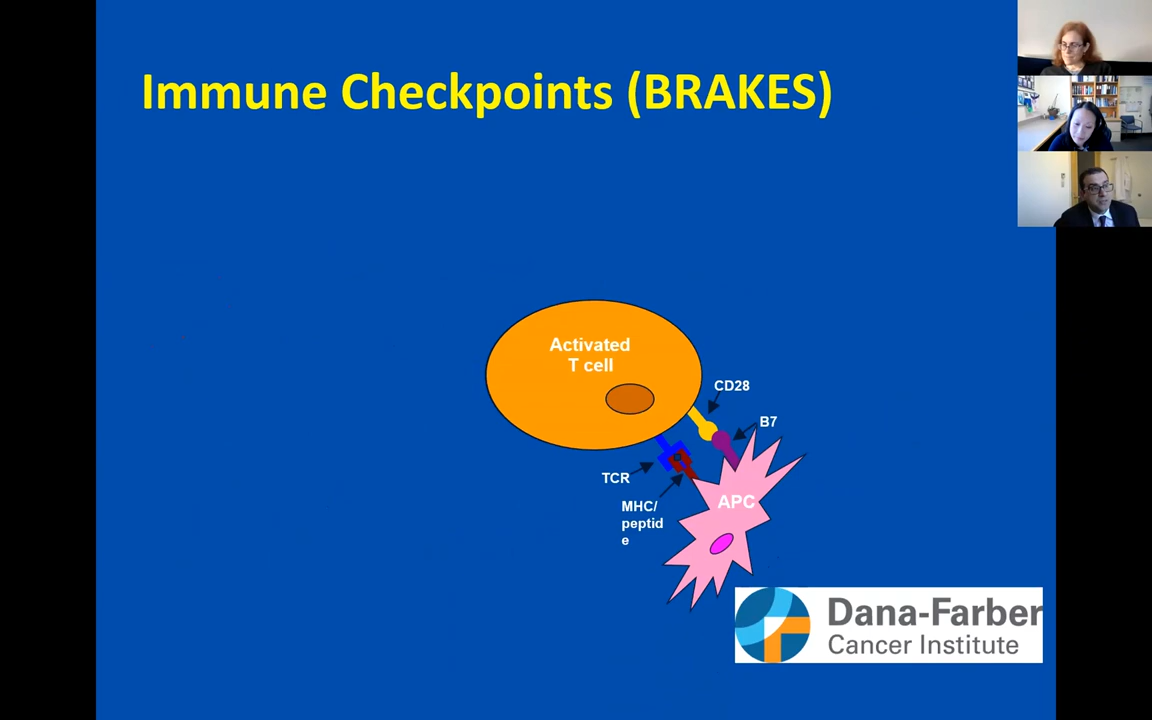 Immune Checkpoints (BRAKES)
Activated
T cell
CD28
B7
TCR
MHC/
peptid
e
APC
Dana-Farber
Cancer Institute